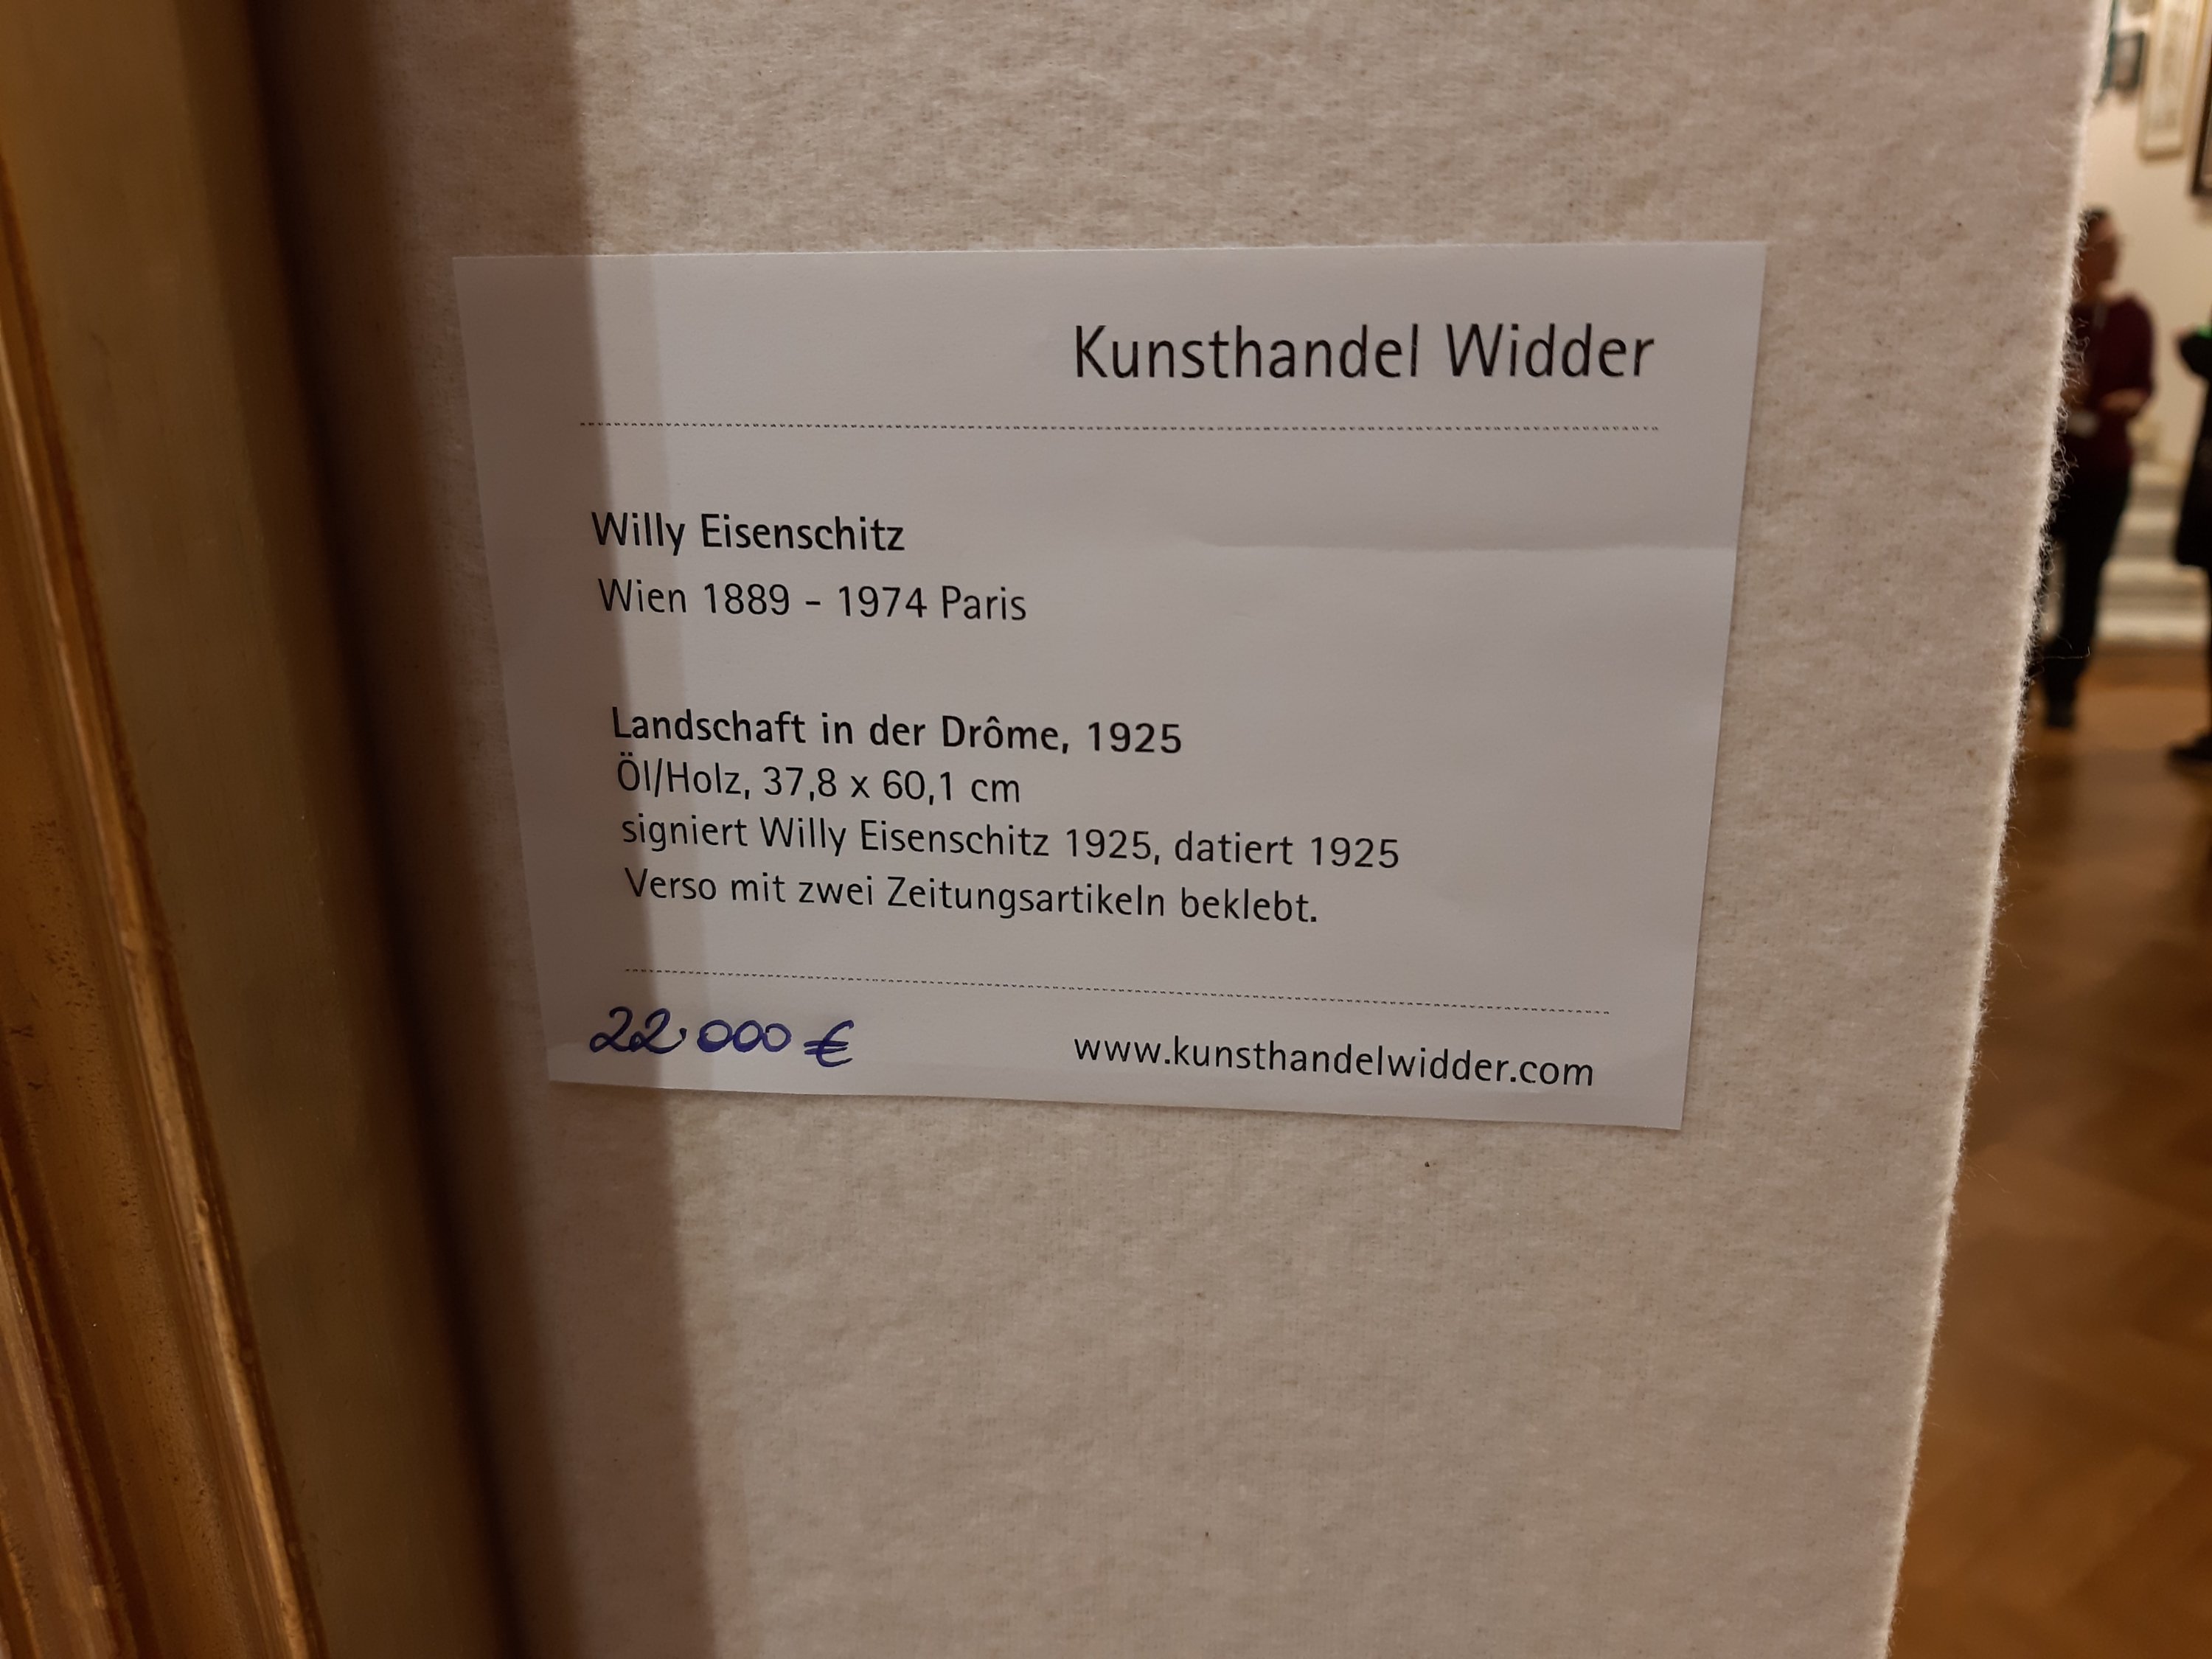 Kunsthandel Widder
Willy Eisenschitz
Wien 1889 - 1974 Paris
Landschaft in der Drôme, 1925
Öl/Holz, 37,8 x 60,1 cm
signiert Willy Eisenschitz 1925, datiert 1925
Verso mit zwei Zeitungsartikeln beklebt.
22.000 €
www.kunsthandelwidder.com